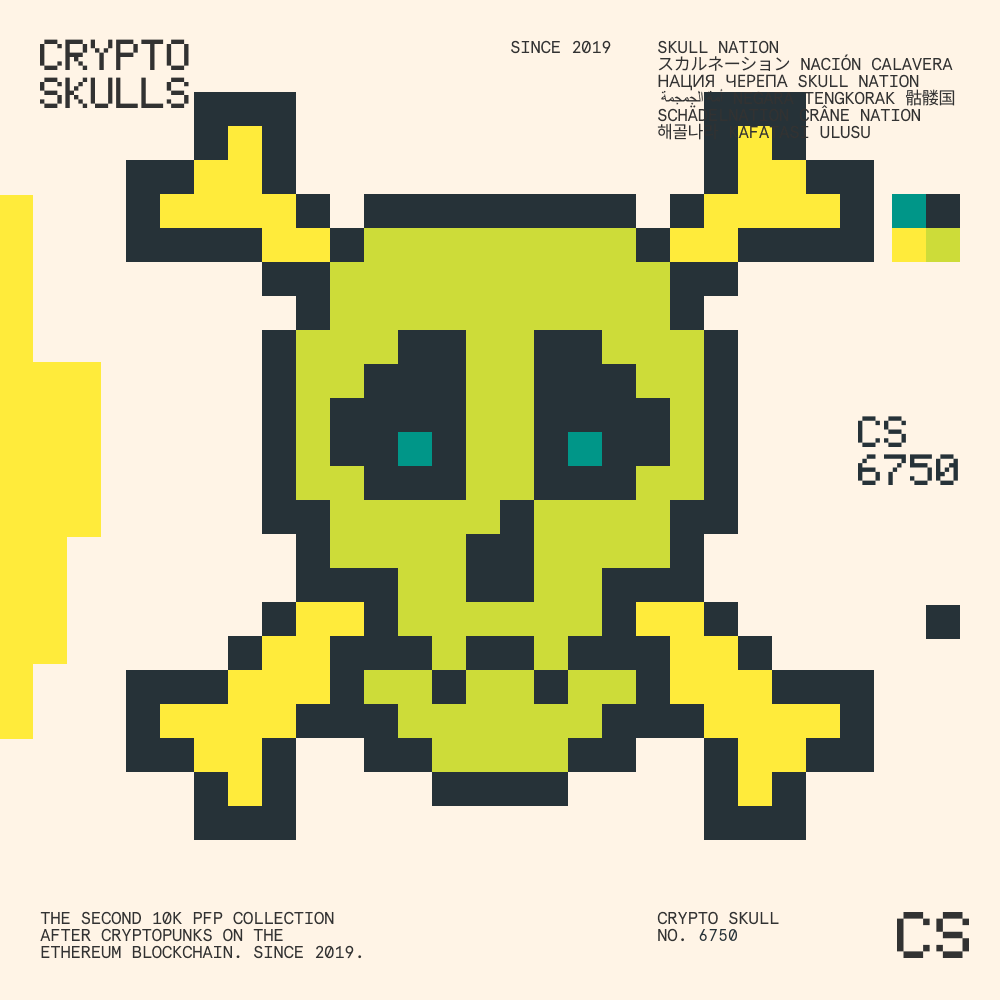 CRYPTO
SKULLS
SINCE 2019
SKULL NATION
スカルネーション NACIÓN CALAVERA
НАЦИЯ ЧЕРЕПА SKULL NATION
TENGKORAK 骷髅国
CRÂNE NATION
해골 ULUSU
CS
6750
THE SECOND 10K PFP COLLECTION
AFTER CRYPTOPUNKS ON THE
ETHEREUM BLOCKCHAIN. SINCE 2019.
CRYPTO SKULL
NO. 6750
CS